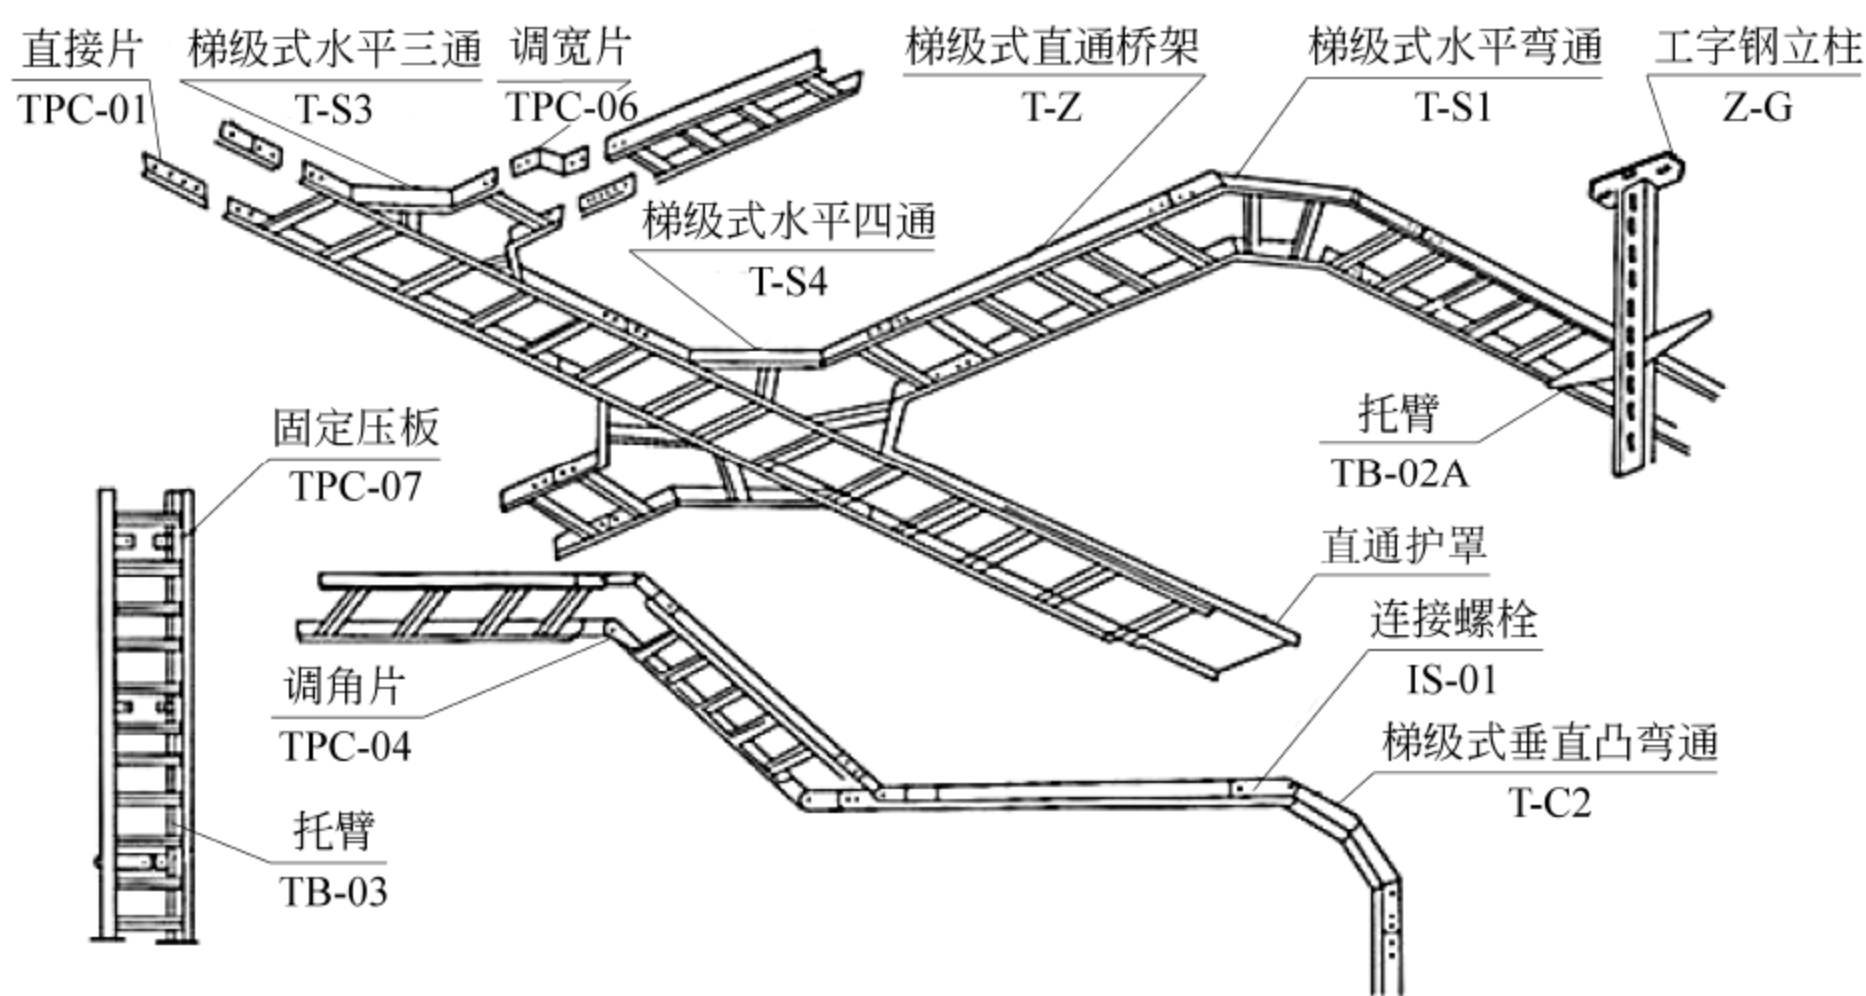 直接片
TPC-01
梯级式水平三通
T-S3
调宽片
TPC-06
梯级式直通桥架
T-Z
梯级式水平弯通
T-S1
工字钢立柱
Z-G
梯级式水平四通
T-S4
托臂
TB-02A
固定压板
TPC-07
直通护罩
连接螺栓
IS-01
调角片
TPC-04
梯级式垂直凸弯通
T-C2
托臂
TB-03